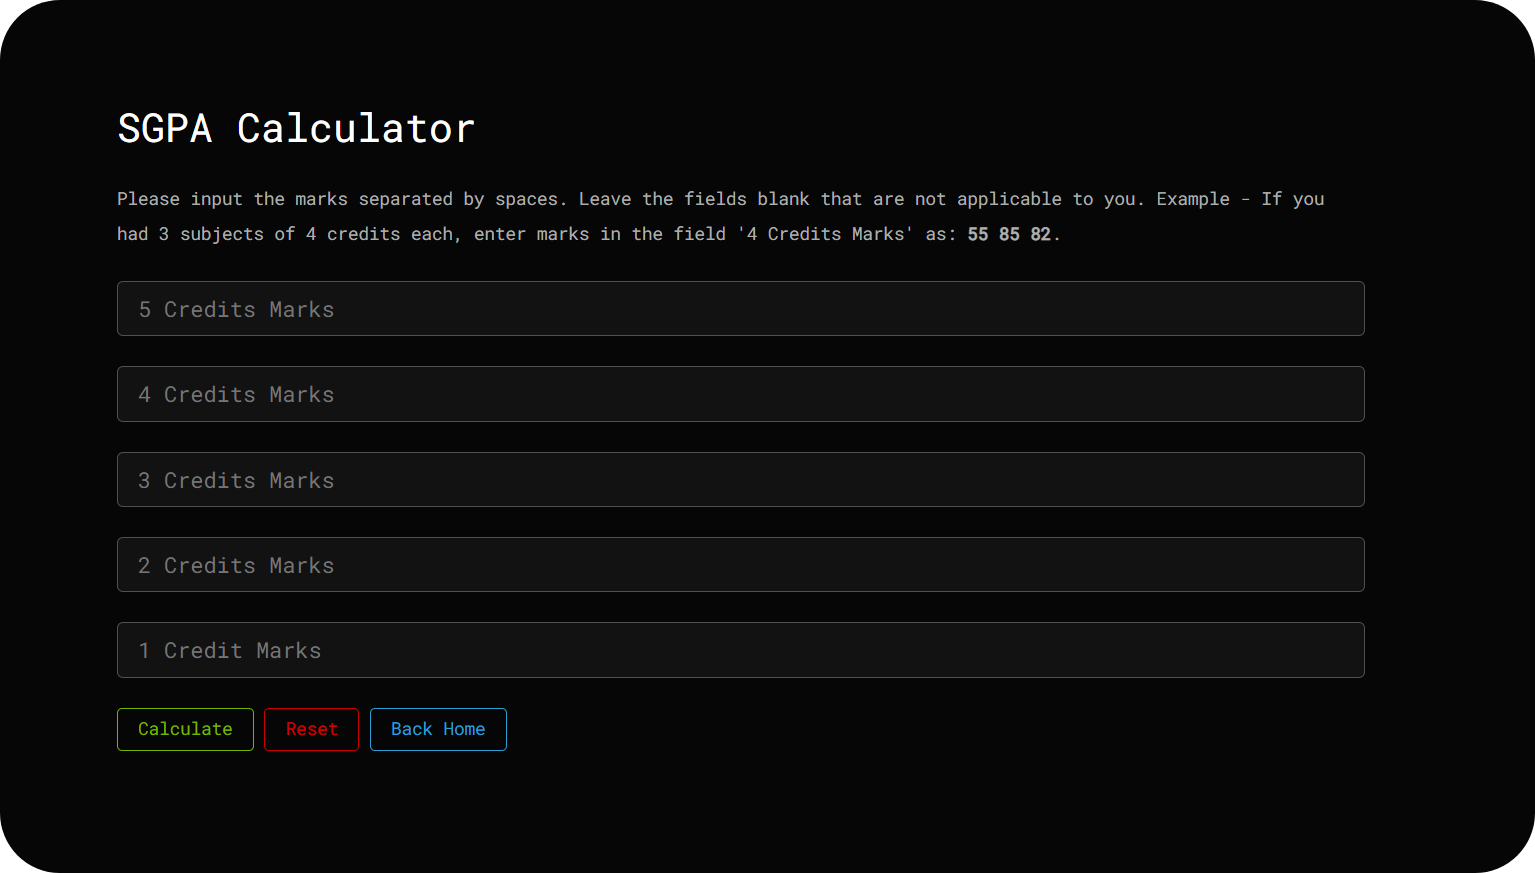 SGPA Calculator
Please input the marks separated by spaces. Leave the fields blank that are not applicable to you. Example - If you
had 3 subjects of 4 credits each, enter marks in the field '4 Credits Marks' as: 55 85 82.
5 Credits Marks
4 Credits Marks
3 Credits Marks
2 Credits Marks
1 Credit Marks
Calculate Reset Back Home